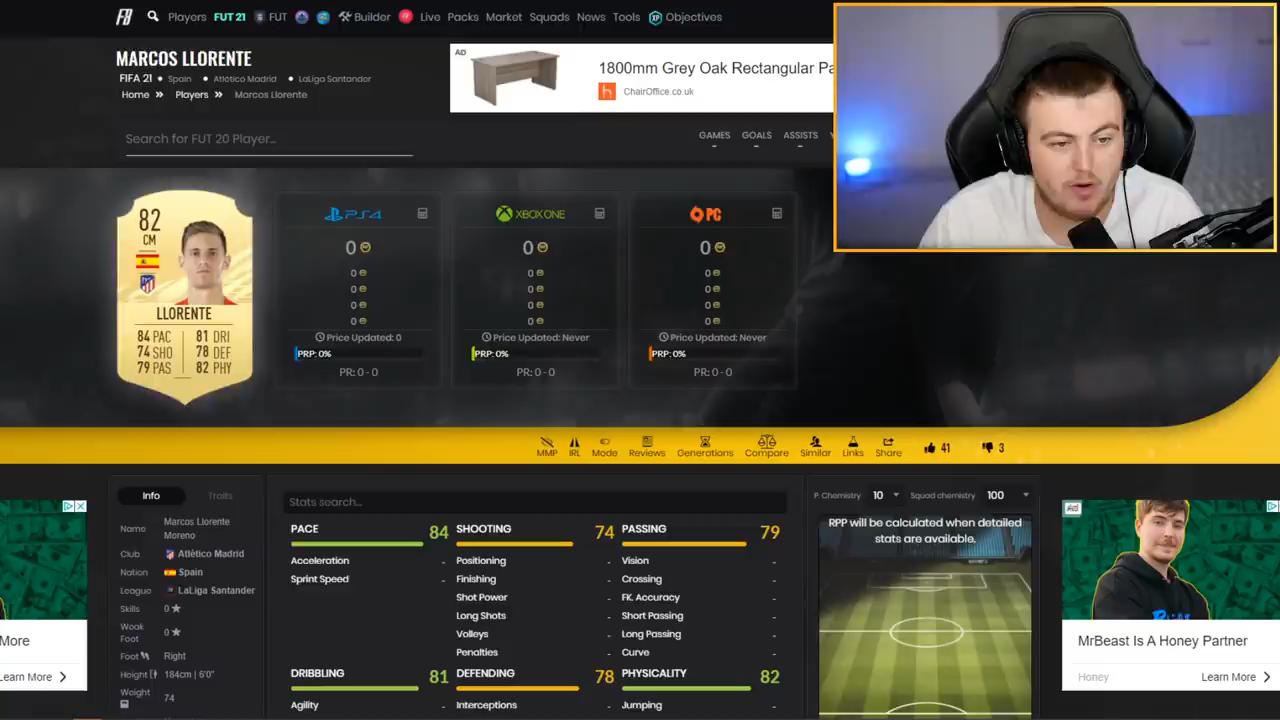 FB Players FUT 21 FUT Builder Live Packs Market Squads News Tools XP Objectives
MARCOS LLORENTE
FIFA 21 • Spain • Atlético Madrid • LaLiga Santander
Home » Players » Marcos Llorente
AD
1800mm Grey Oak Rectangular Pa
h ChairOffice.co.uk
Search for FUT 20 Player...
GAMES GOALS ASSISTS Y
- - -
82
CM
LLORENTE
84 PAC 81 DRI
74 SHO 78 DEF
79 PAS 82 PHY
PS4
0
0
0
0
0
Price Updated: 0
PRP: 0%
PR: 0 - 0
XBOX ONE
0
0
0
0
0
Price Updated: Never
PRP: 0%
PR: 0 - 0
PC
0
0
0
0
0
Price Updated: Never
PRP: 0%
PR: 0 - 0
MMP IRL Mode Reviews Generations Compare Similar Links Share 41 3
Info Traits
Name Marcos Llorente Moreno
Club Atlético Madrid
Nation Spain
League LaLiga Santander
Skills 0★
Weak Foot 0★
Foot Right
Height 184cm | 6'0"
Weight 74
Stats search...
PACE 84
Acceleration -
Sprint Speed -
SHOOTING 74
Positioning -
Finishing -
Shot Power -
Long Shots -
Volleys -
Penalties -
PASSING 79
Vision -
Crossing -
FK. Accuracy -
Short Passing -
Long Passing -
Curve -
DRIBBLING 81
Agility -
DEFENDING 78
Interceptions -
PHYSICALITY 82
Jumping -
P. Chemistry 10 Squad chemistry 100
RPP will be calculated when detailed
stats are available.
More
Learn More
Ad
MrBeast Is A Honey Partner
Honey Learn More